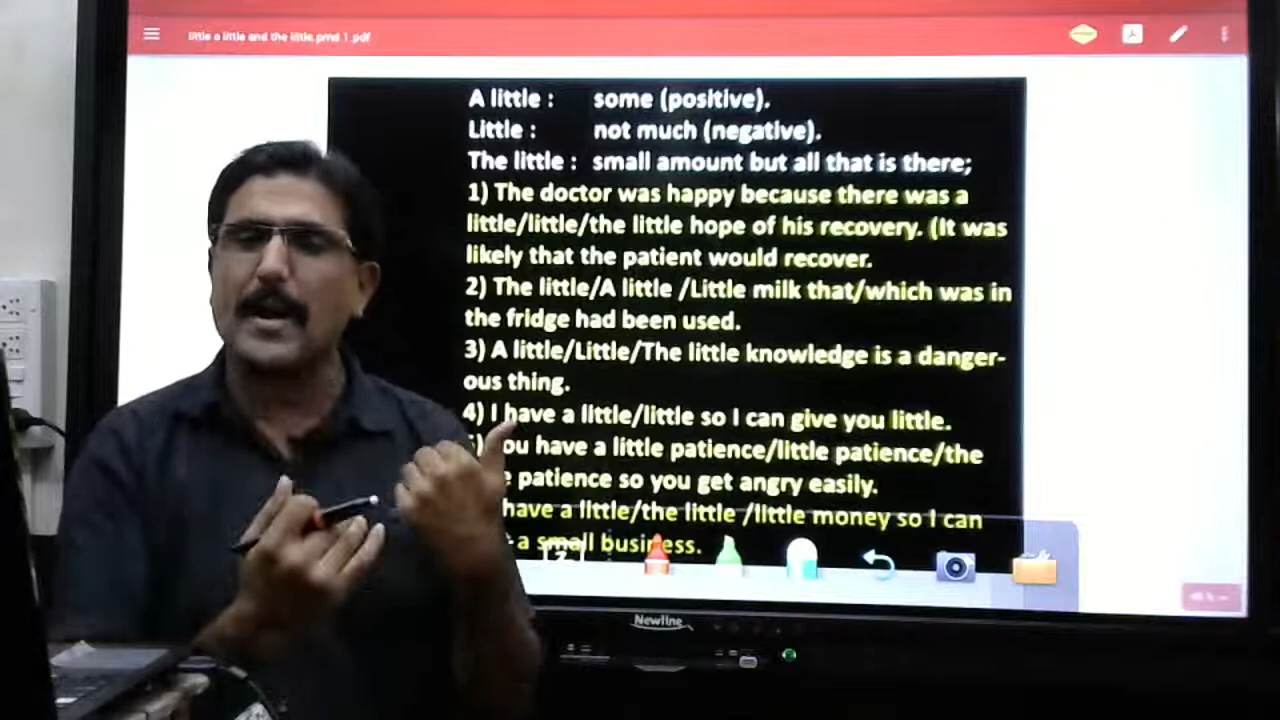 little a little and the little.pmd 1.pdf
A little : some (positive).
Little : not much (negative).
The little : small amount but all that is there;
1) The doctor was happy because there was a
little/little/the little hope of his recovery. (It was
likely that the patient would recover.
2) The little/A little /Little milk that/which was in
the fridge had been used.
3) A little/Little/The little knowledge is a danger-
ous thing.
4) I have a little/little so I can give you little.
) You have a little patience/little patience/the
patience so you get angry easily.
have a little/the little /little money so I can
a small business.
Newline